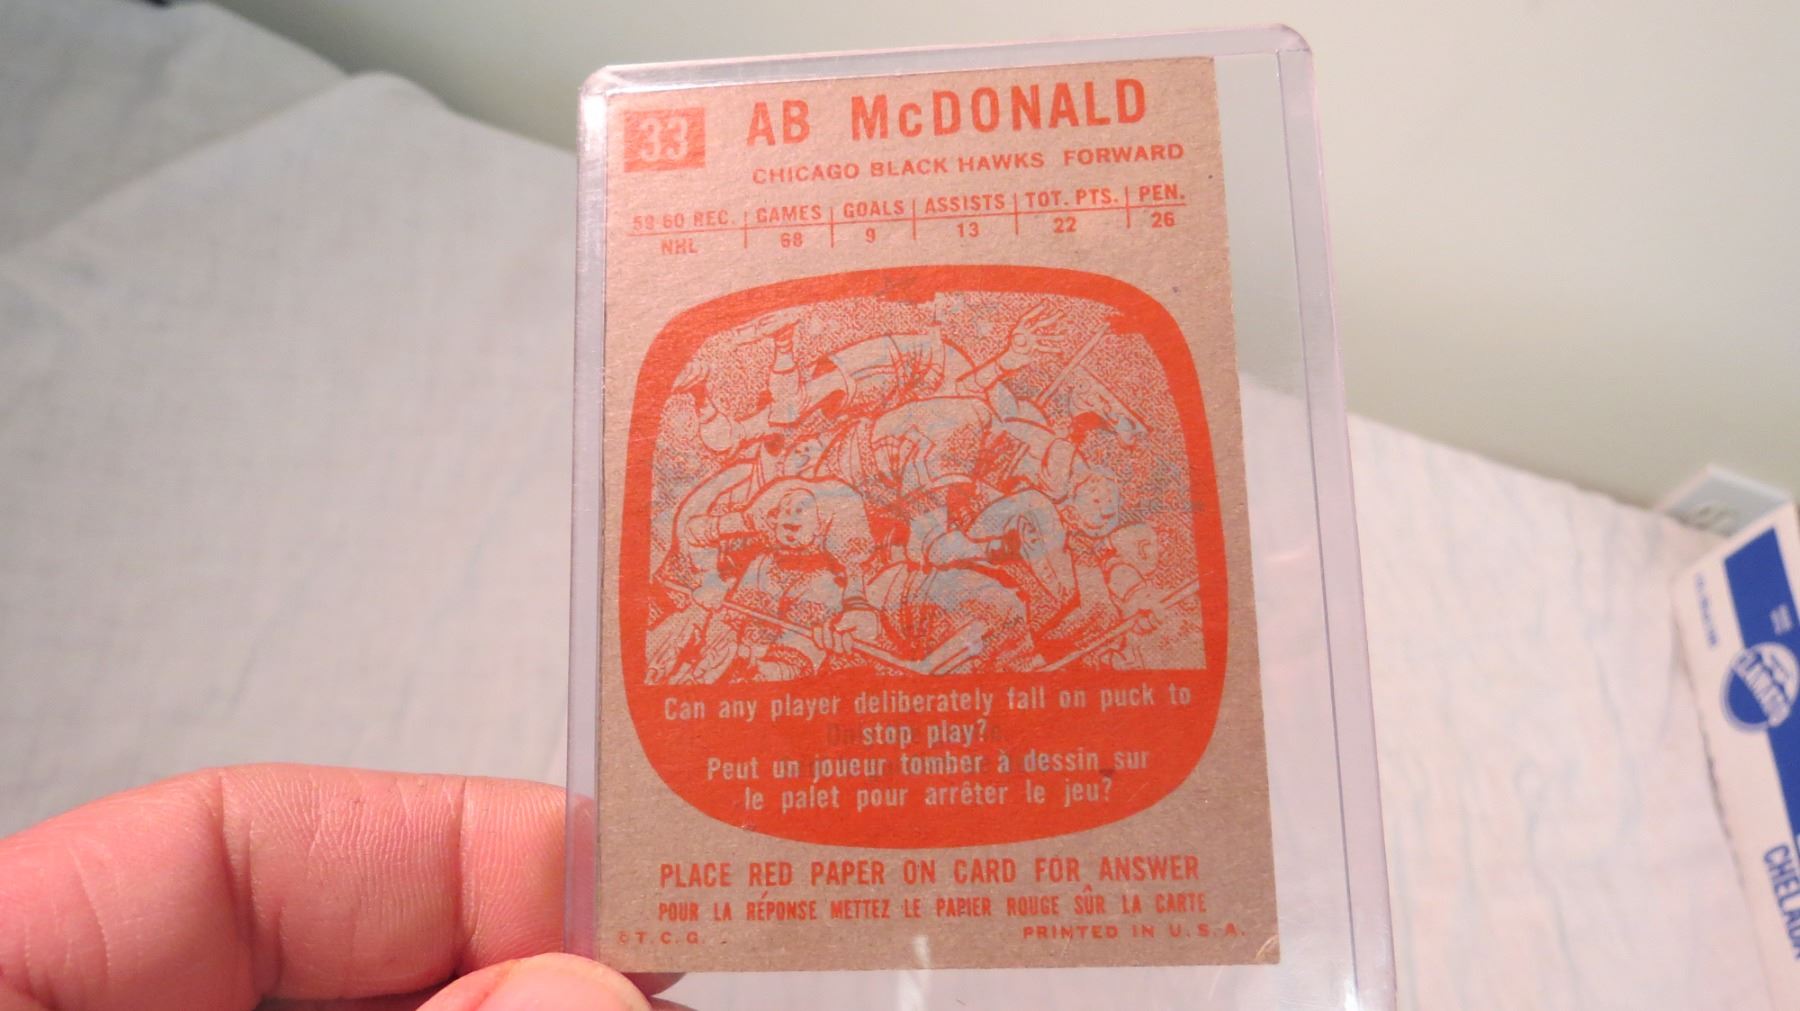 33
AB McDONALD
CHICAGO BLACK HAWKS FORWARD
59-60 REC. GAMES GOALS ASSISTS TOT. PTS. PEN.
NHL 68 9 13 22 26
Can any player deliberately fall on puck to
stop play?
Peut un joueur tomber à dessin sur
le palet pour arrêter le jeu?
PLACE RED PAPER ON CARD FOR ANSWER
POUR LA RÉPONSE METTEZ LE PAPIER ROUGE SÛR LA CARTE
© T. C. G. PRINTED IN U. S. A.